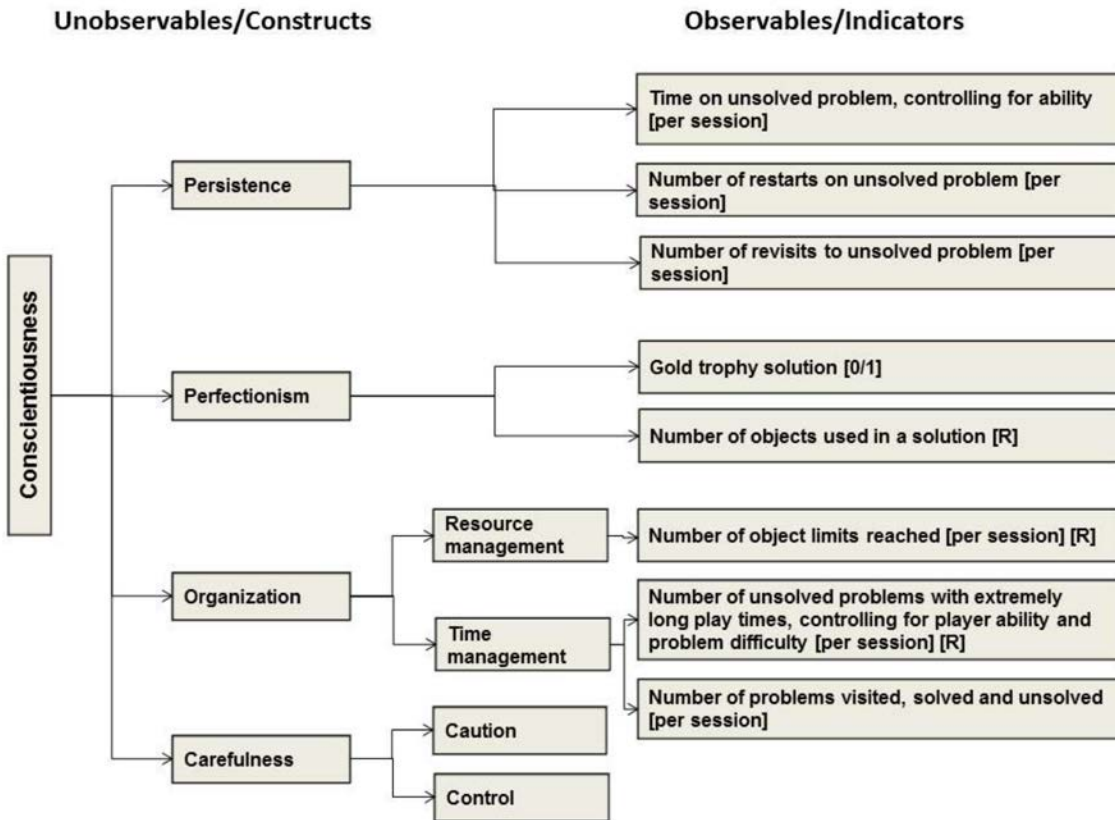 Unobservables/Constructs
Observables/Indicators
Conscientiousness
Persistence
Time on unsolved problem, controlling for ability
[per session]
Number of restarts on unsolved problem [per
session]
Number of revisits to unsolved problem [per
session]
Perfectionism
Gold trophy solution [0/1]
Number of objects used in a solution [R]
Organization
Resource
management
Number of object limits reached [per session] [R]
Time
management
Number of unsolved problems with extremely
long play times, controlling for player ability and
problem difficulty [per session] [R]
Number of problems visited, solved and unsolved
[per session]
Carefulness
Caution
Control